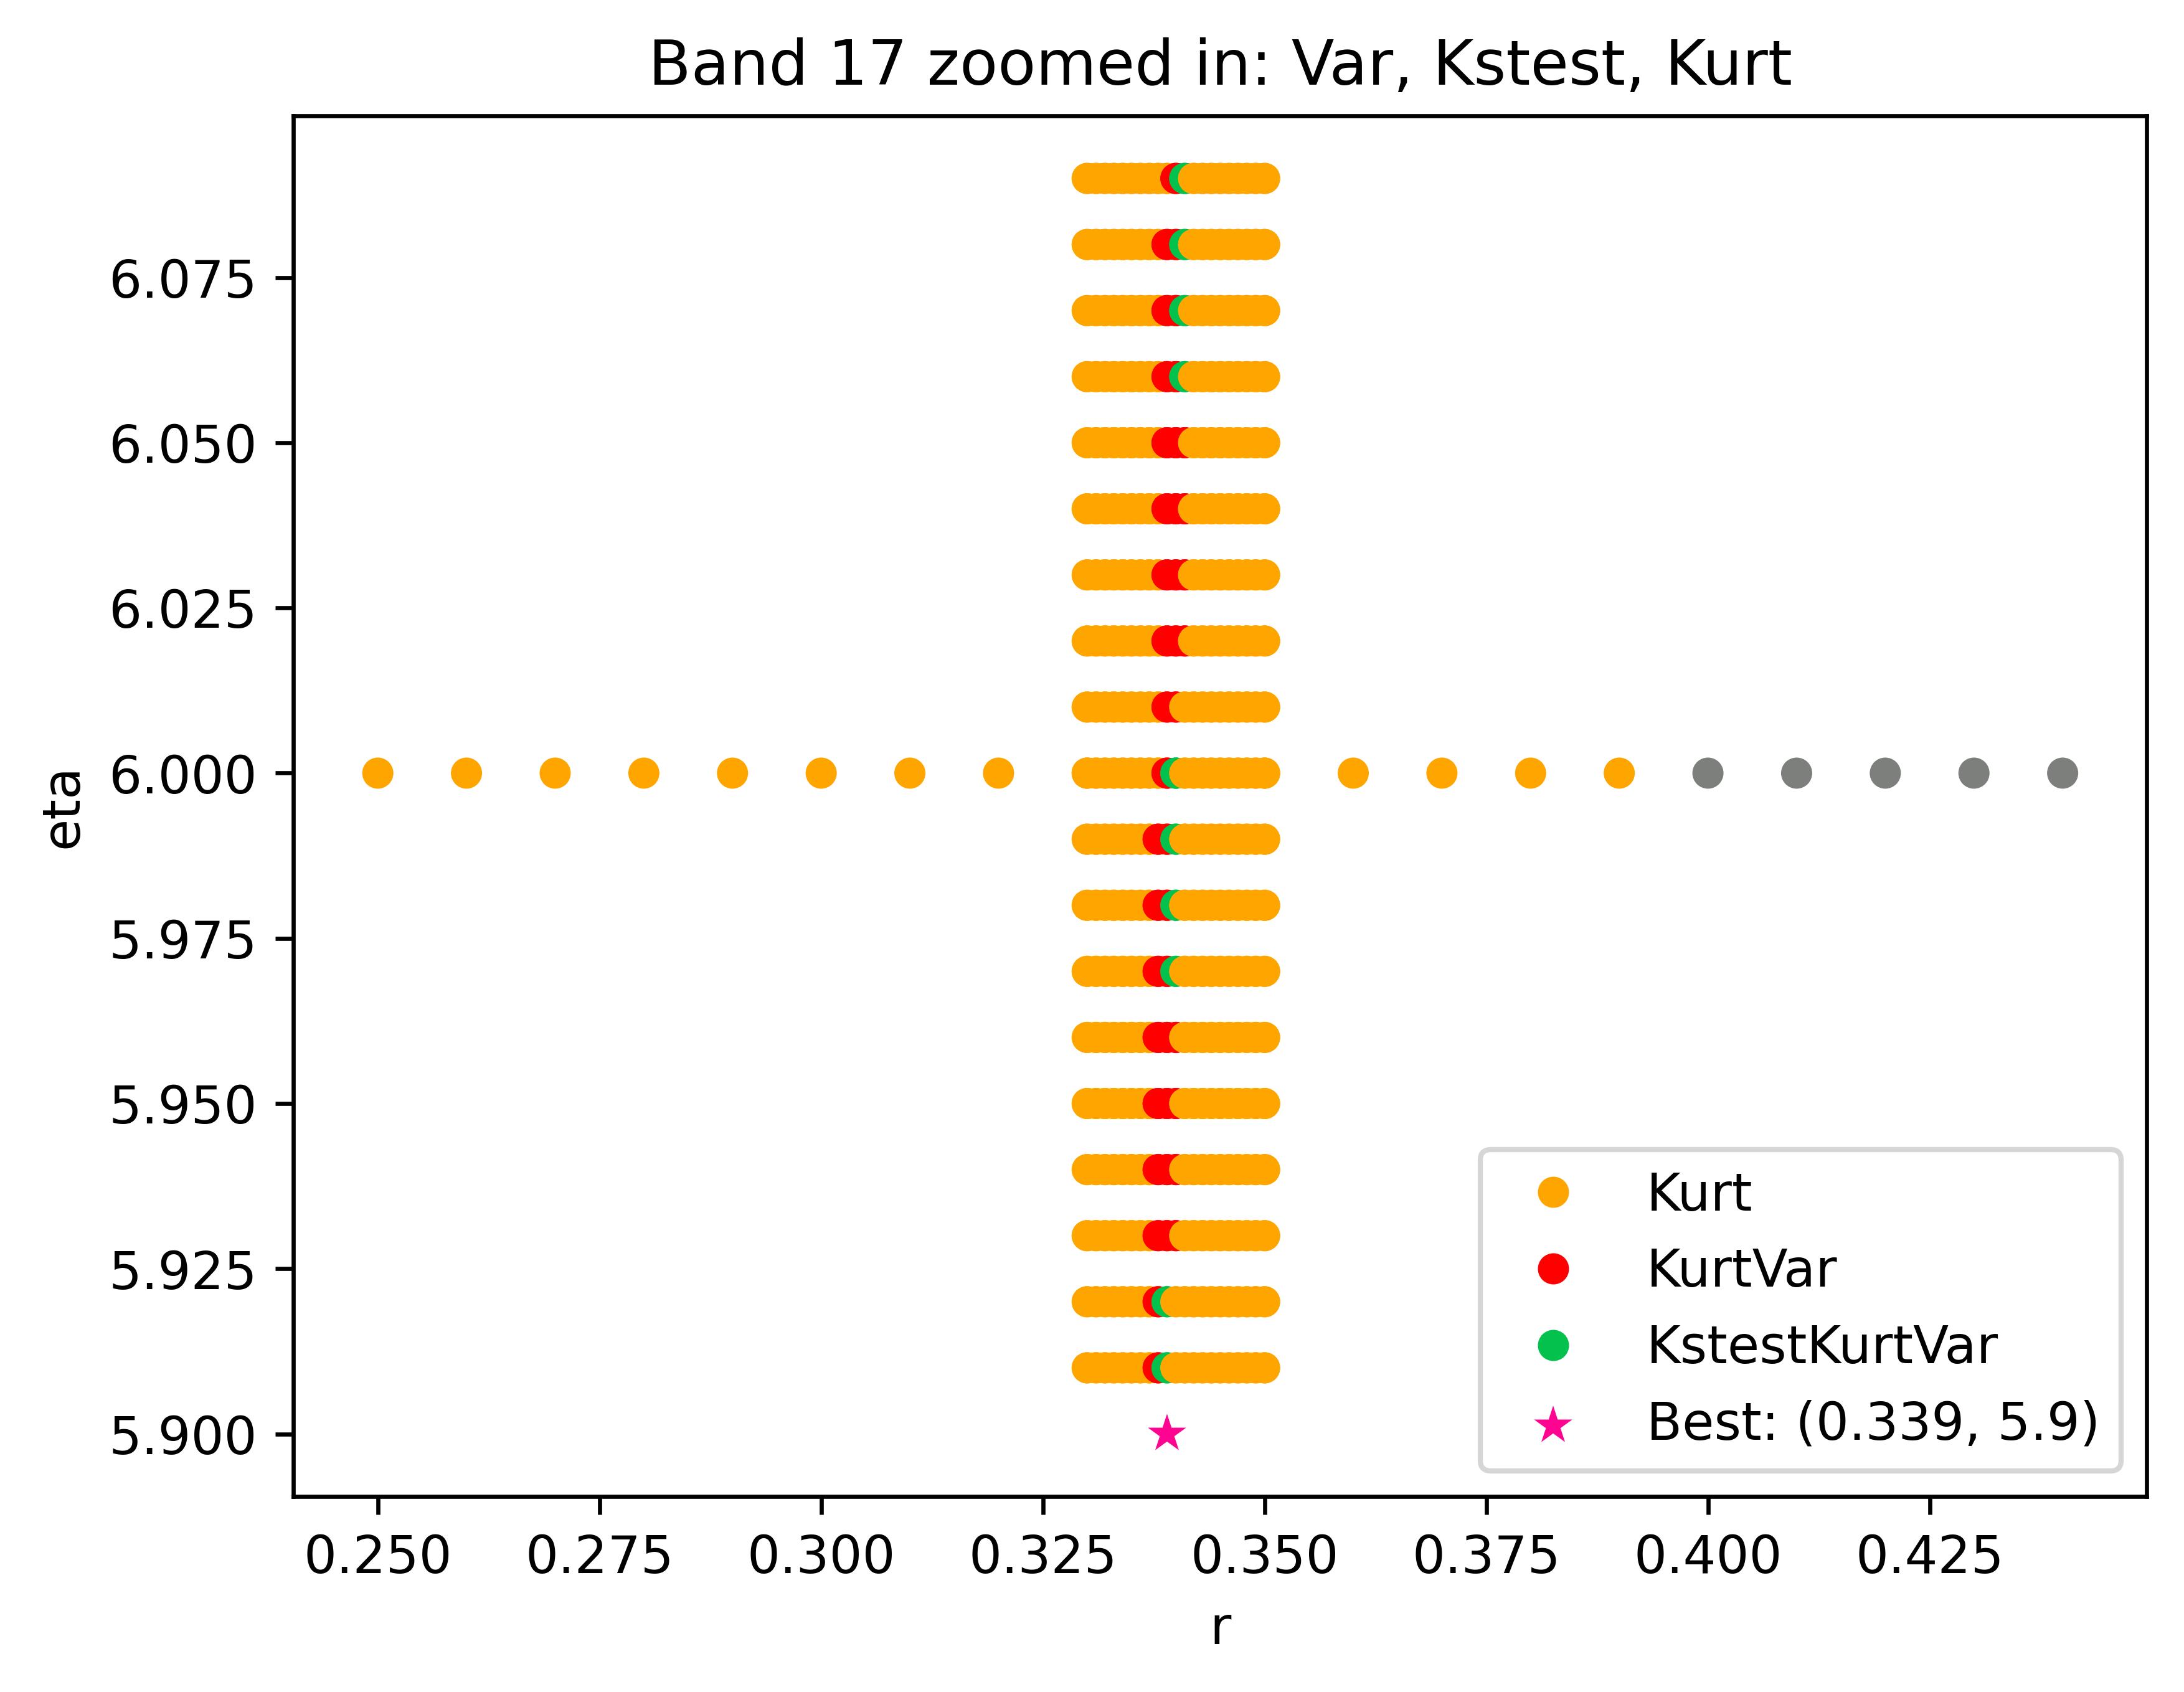 Band 17 zoomed in: Var, Kstest, Kurt
6.075
6.050
6.025
6.000
5.975
5.950
5.925
5.900
eta
Kurt
KurtVar
KstestKurtVar
Best: (0.339, 5.9)
0.250 0.275 0.300 0.325 0.350 0.375 0.400 0.425
r